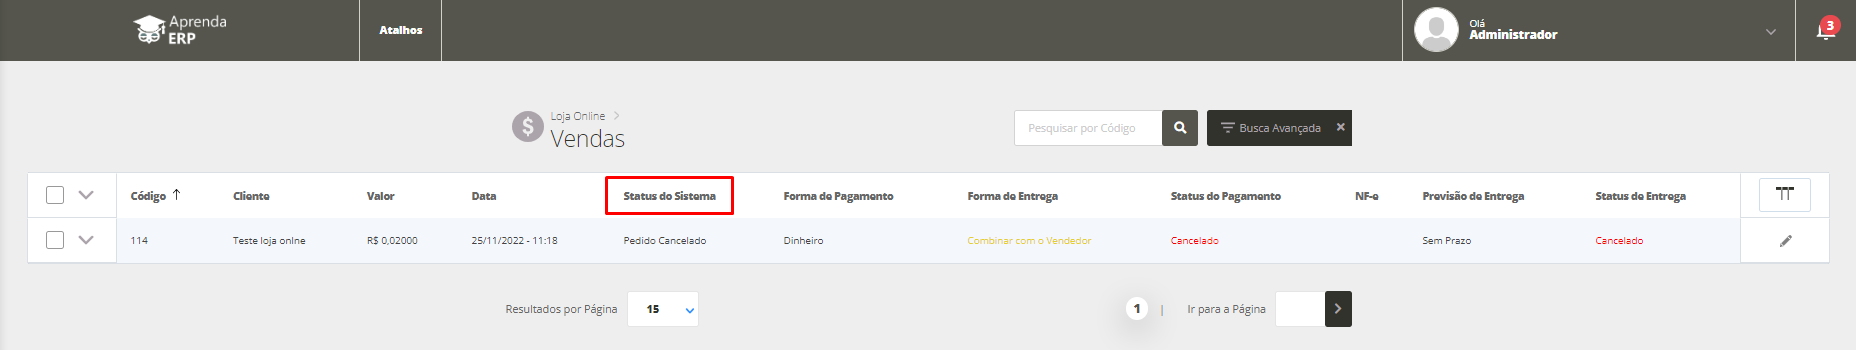 Aprenda
ERP
Atalhos
Olá
Administrador
3
Loja Online
Vendas
Pesquisar por Código
Busca Avançada ×
Código ↑ Cliente Valor Data Status do Sistema Forma de Pagamento Forma de Entrega Status do Pagamento NF-e Previsão de Entrega Status de Entrega
114 Teste loja onlne R$ 0,02000 25/11/2022 - 11:18 Pedido Cancelado Dinheiro Combinar com o Vendedor Cancelado Sem Prazo Cancelado
Resultados por Página 15 1 | Ir para a Página